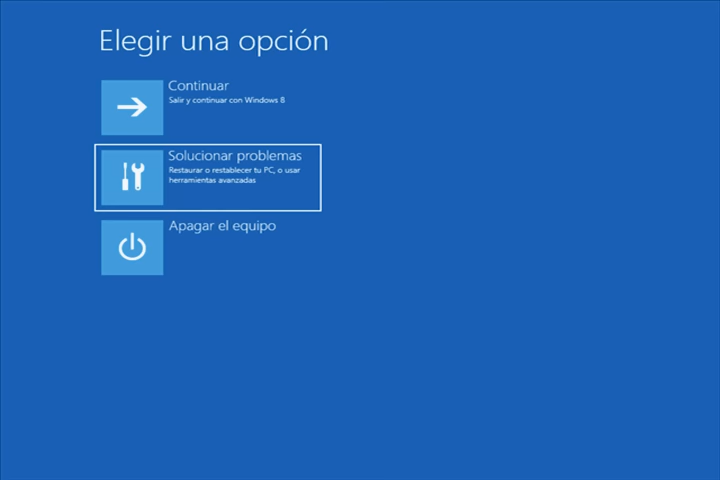 Elegir una opción
Continuar
Salir y continuar con Windows 8
Solucionar problemas
Restaurar o restablecer tu PC, o usar
herramientas avanzadas
Apagar el equipo